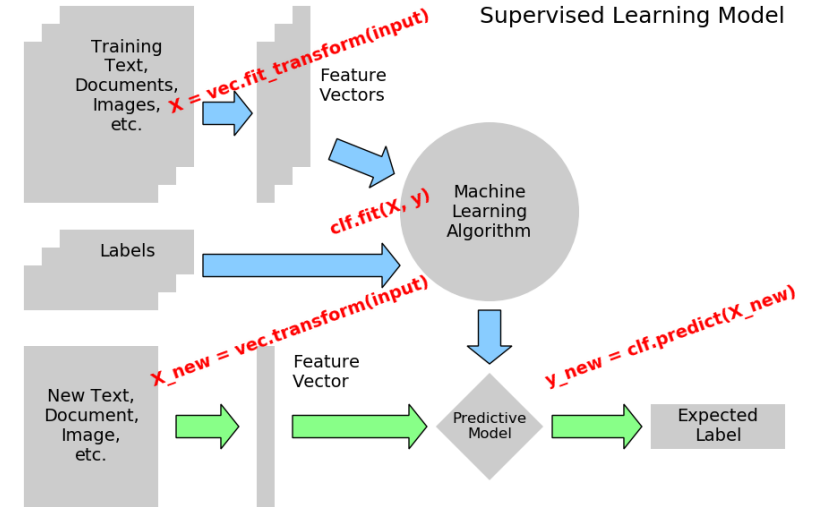 Supervised Learning Model
Training
Text,
Documents,
Images,
etc.
X = vec.fit_transform(input)
Feature
Vectors
Machine
Learning
Algorithm
clf.fit(X, y)
Labels
X_new = vec.transform(input)
y_new = clf.predict(X_new)
New Text,
Document,
Image,
etc.
Feature
Vector
Predictive
Model
Expected
Label